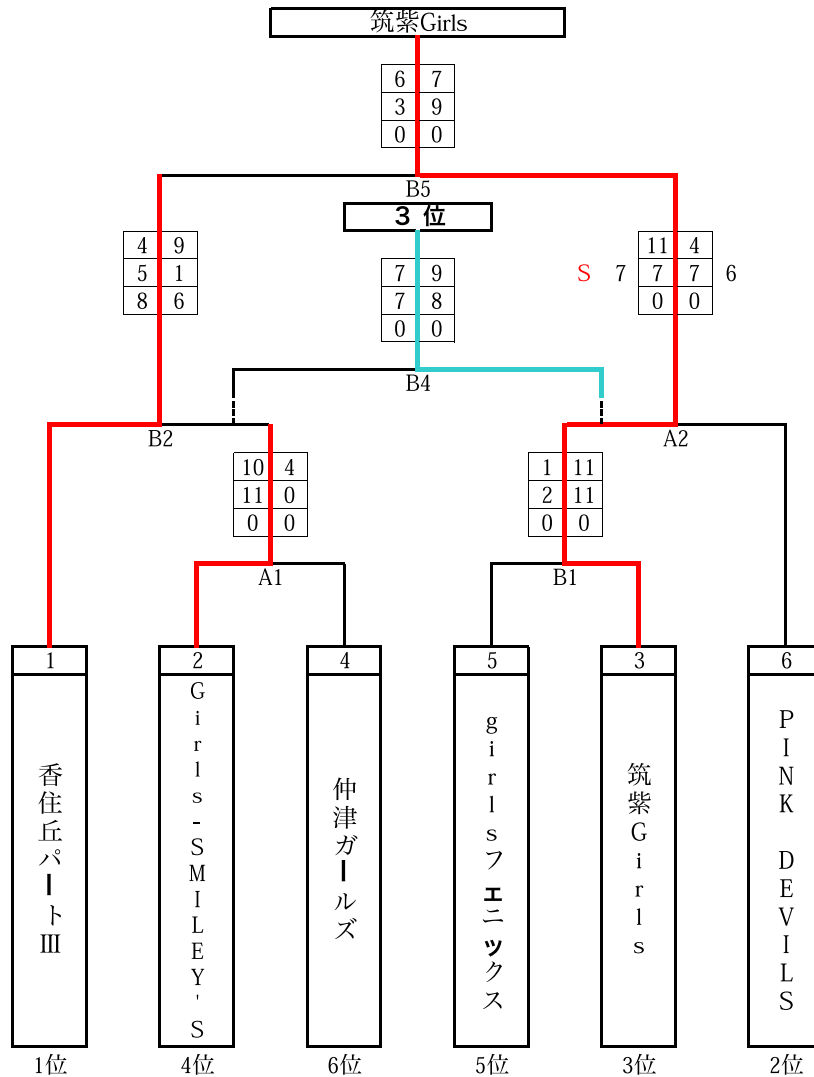 筑紫Girls
6 7
3 9
0 0
B5
3 位
4 9
5 1
8 6
7 9
7 8
0 0
11 4
S 7 7 7 6
0 0
B4
B2
A2
10 4
11 0
0 0
1 11
2 11
0 0
A1
B1
1
2
4
5
3
6
香住丘パートⅢ
Girls-SMILEY'S
仲津ガールズ
girlsフェニックス
筑紫Girls
PINK DEVILS
1位
4位
6位
5位
3位
2位